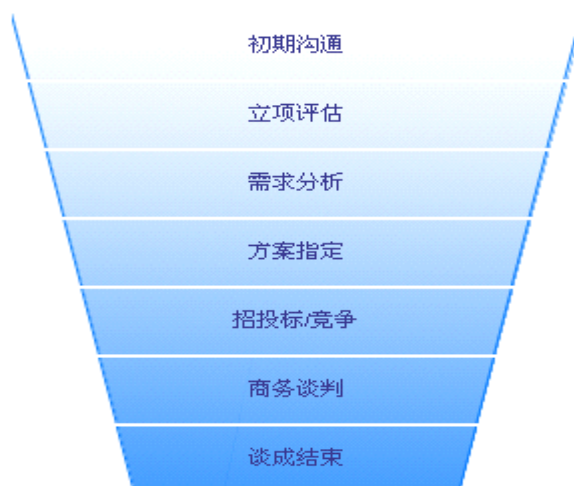 初期沟通
立项评估
需求分析
方案指定
招投标/竞争
商务谈判
谈成结束